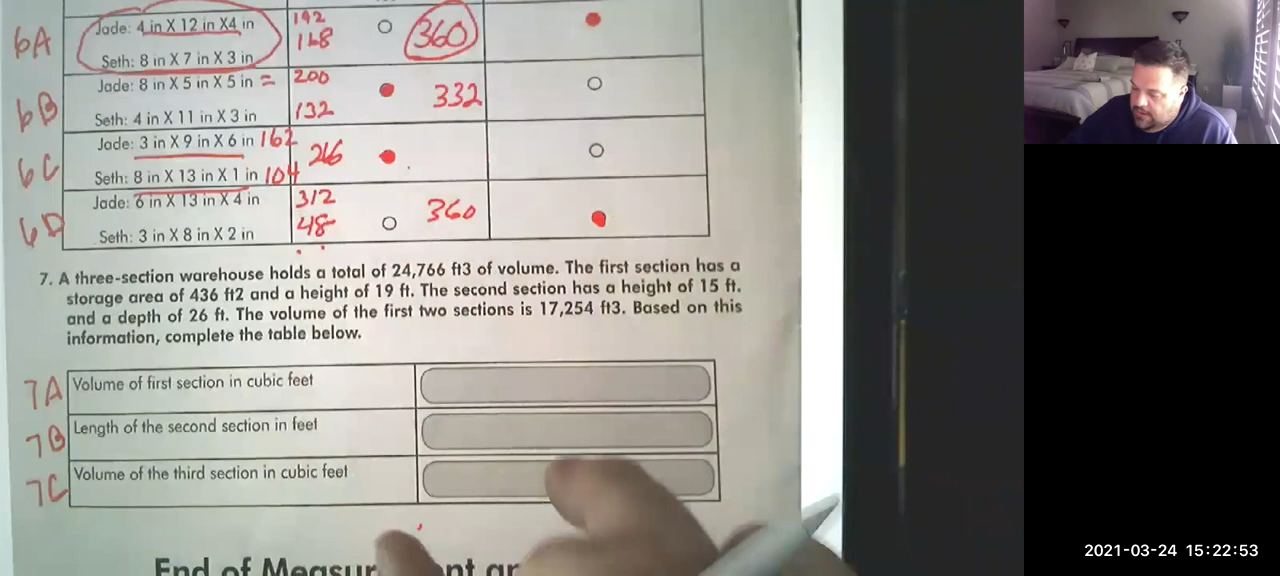 6A
Jade: 4 in X 12 in X4 in
192
360
168
Seth: 8 in X 7 in X 3 in
6B
Jade: 8 in X 5 in X 5 in = 200
332
Seth: 4 in X 11 in X 3 in
132
6C
Jade: 3 in X 9 in X 6 in 162
266
Seth: 8 in X 13 in X 1 in 104
6D
Jade: 6 in X 13 in X 4 in
312
360
Seth: 3 in X 8 in X 2 in
48
7. A three-section warehouse holds a total of 24,766 ft3 of volume. The first section has a
storage area of 436 ft2 and a height of 19 ft. The second section has a height of 15 ft.
and a depth of 26 ft. The volume of the first two sections is 17,254 ft3. Based on this
information, complete the table below.
7A Volume of first section in cubic feet
7B Length of the second section in feet
7C Volume of the third section in cubic feet
End of
2021-03-24 15:22:53